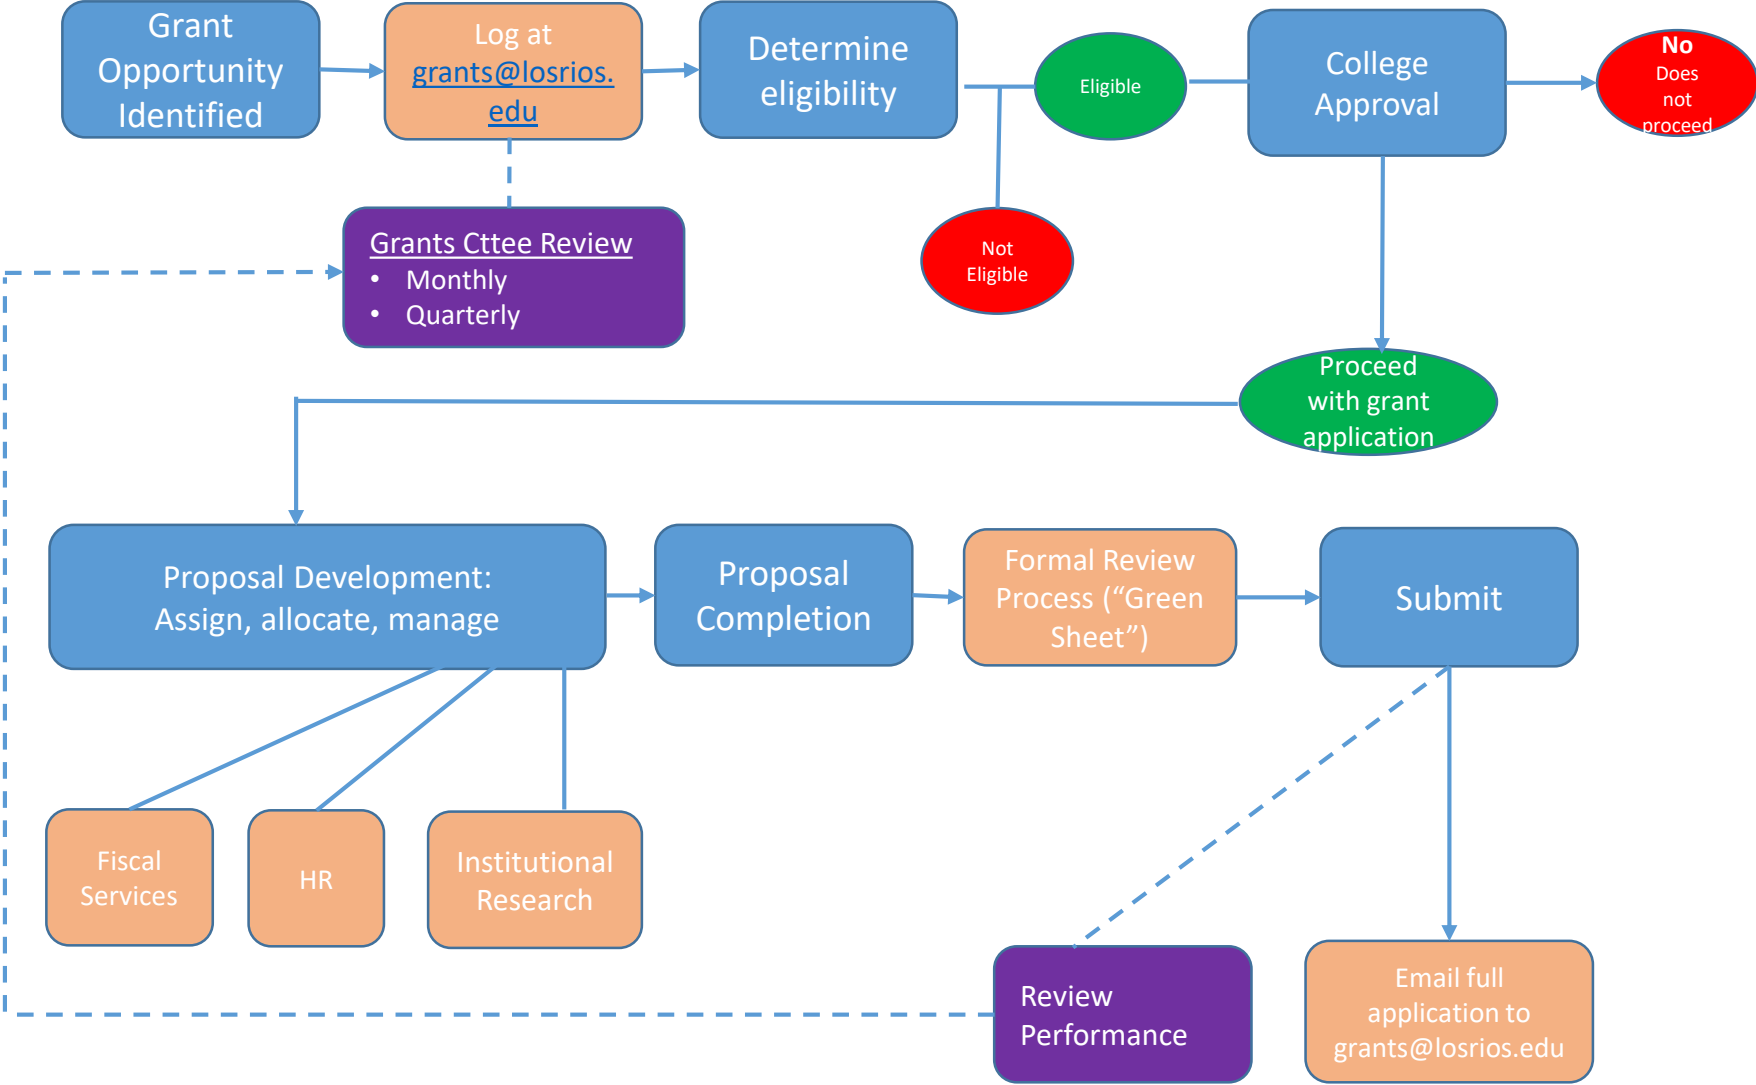 Grant
Opportunity
Identified
Log at
grants@losrios.
edu
Determine
eligibility
Eligible
College
Approval
No
Does
not
proceed
Grants Cttee Review
• Monthly
• Quarterly
Not
Eligible
Proceed
with grant
application
Proposal Development:
Assign, allocate, manage
Proposal
Completion
Formal Review
Process (“Green
Sheet”)
Submit
Fiscal
Services
HR
Institutional
Research
Review
Performance
Email full
application to
grants@losrios.edu